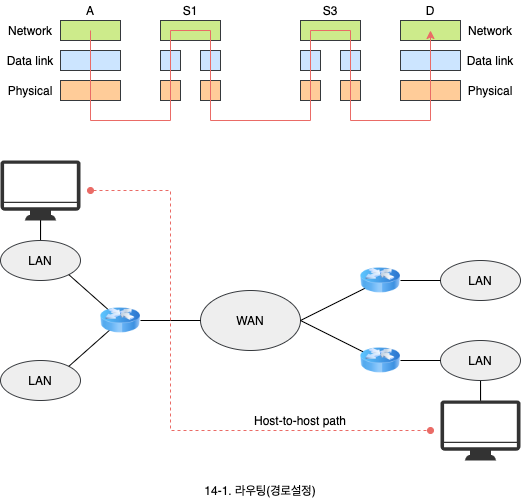 A S1 S3 D
Network Network
Data link Data link
Physical Physical
LAN
LAN
WAN
LAN
LAN
Host-to-host path
14-1. 라우팅(경로설정)